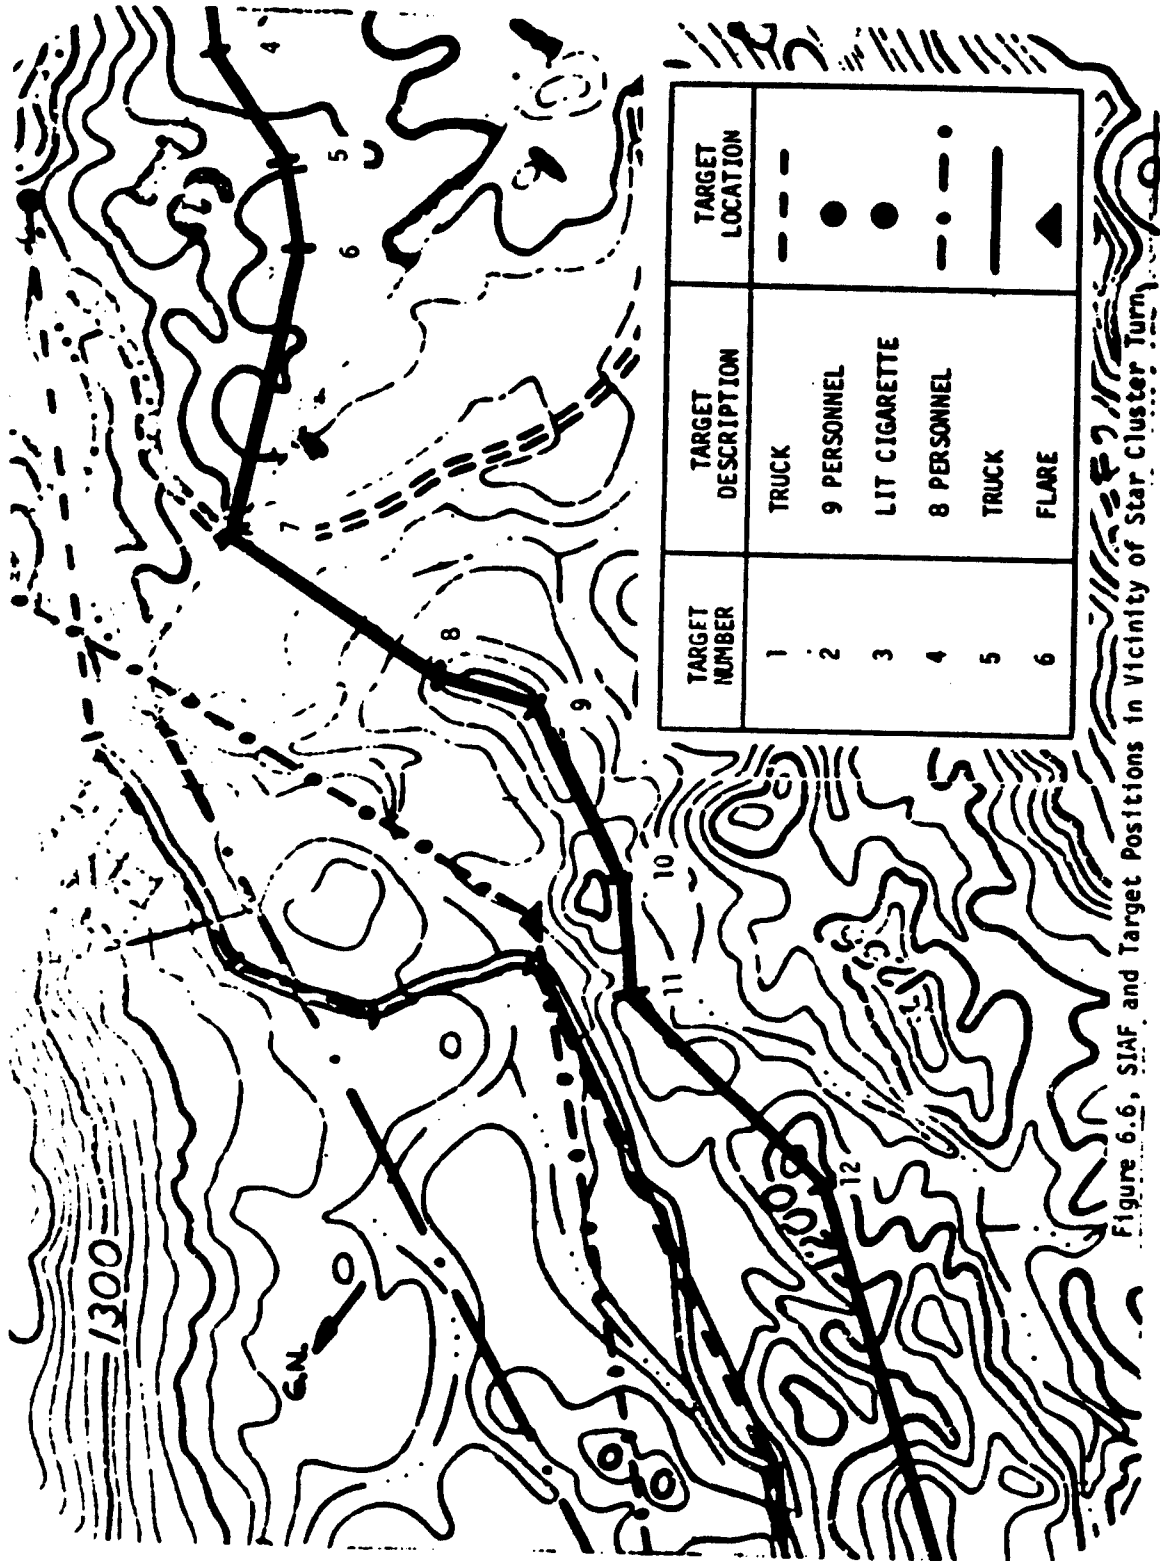 4
5
6
7
8
9
10
11
12
1300
G.N.
TARGET NUMBER TARGET DESCRIPTION TARGET LOCATION
1 TRUCK
2 9 PERSONNEL
3 LIT CIGARETTE
4 8 PERSONNEL
5 TRUCK
6 FLARE
Figure 6.6, SIAF and Target Positions in Vicinity of Star Cluster Turn